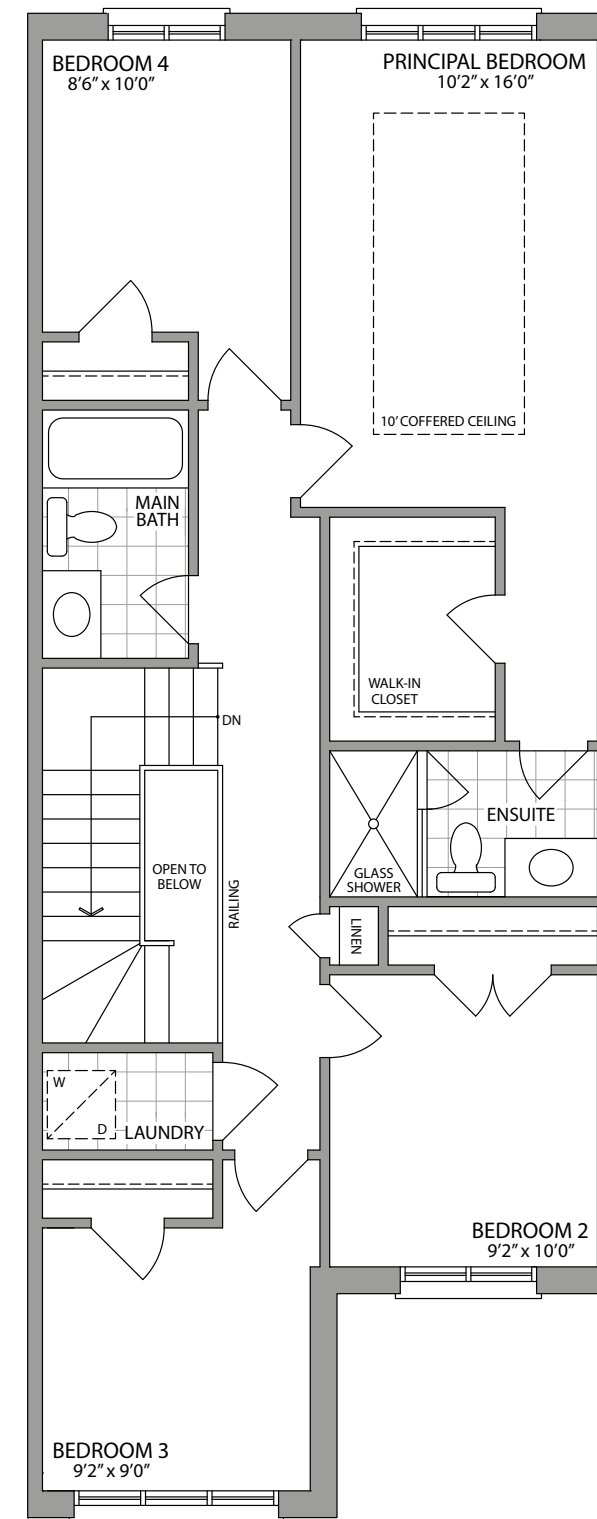 BEDROOM 4
8'6" x 10'0"
PRINCIPAL BEDROOM
10'2" x 16'0"
10' COFFERED CEILING
MAIN
BATH
WALK-IN
CLOSET
DN
ENSUITE
OPEN TO
BELOW
RAILING
GLASS
SHOWER
LINEN
W
D
LAUNDRY
BEDROOM 2
9'2" x 10'0"
BEDROOM 3
9'2" x 9'0"